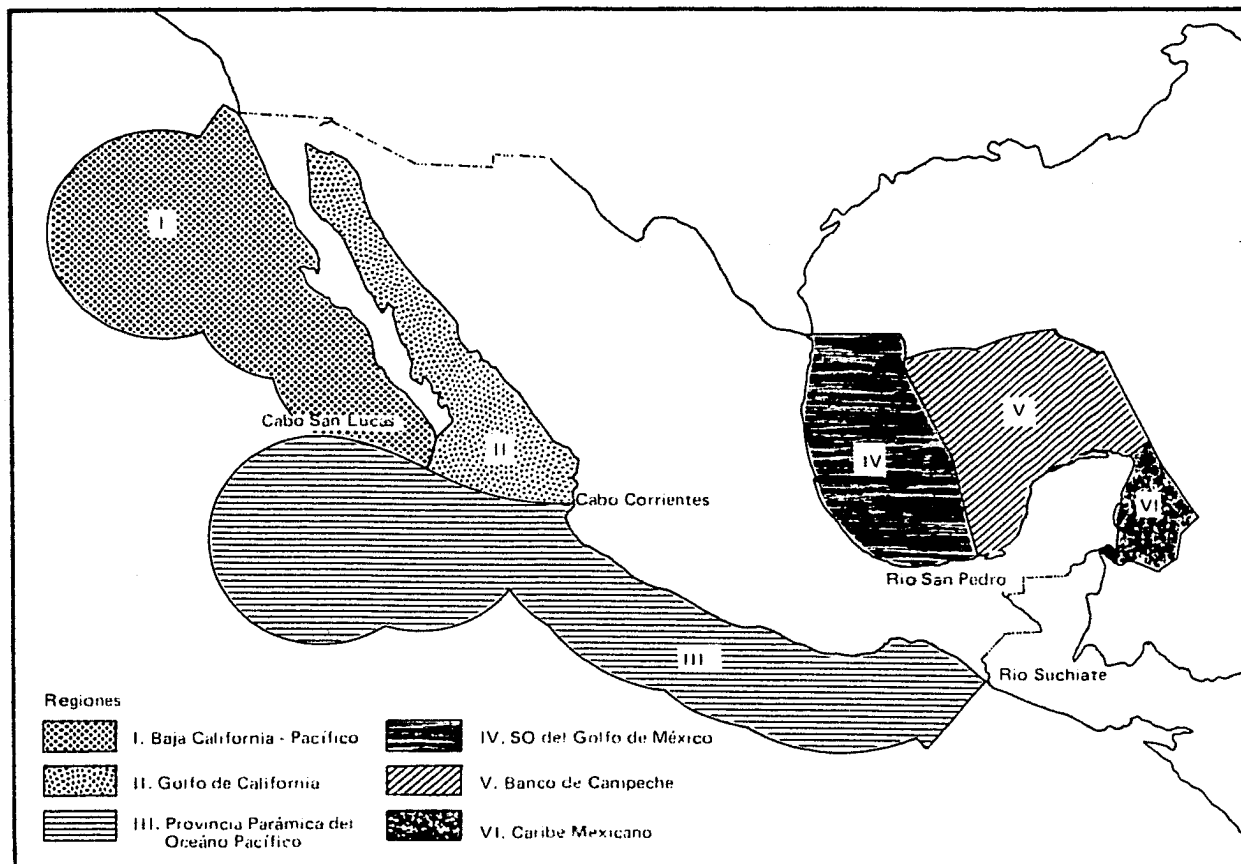 I
Cabo San Lucas
II
Cabo Corrientes
IV
V
VI
Rio San Pedro
III
Rio Suchiate
Regiones
I. Baja California - Pacífico
II. Golfo de California
III. Provincia Parámica del
Oceáno Pacífico
IV. SO del Golfo de México
V. Banco de Campeche
VI. Caribe Mexicano